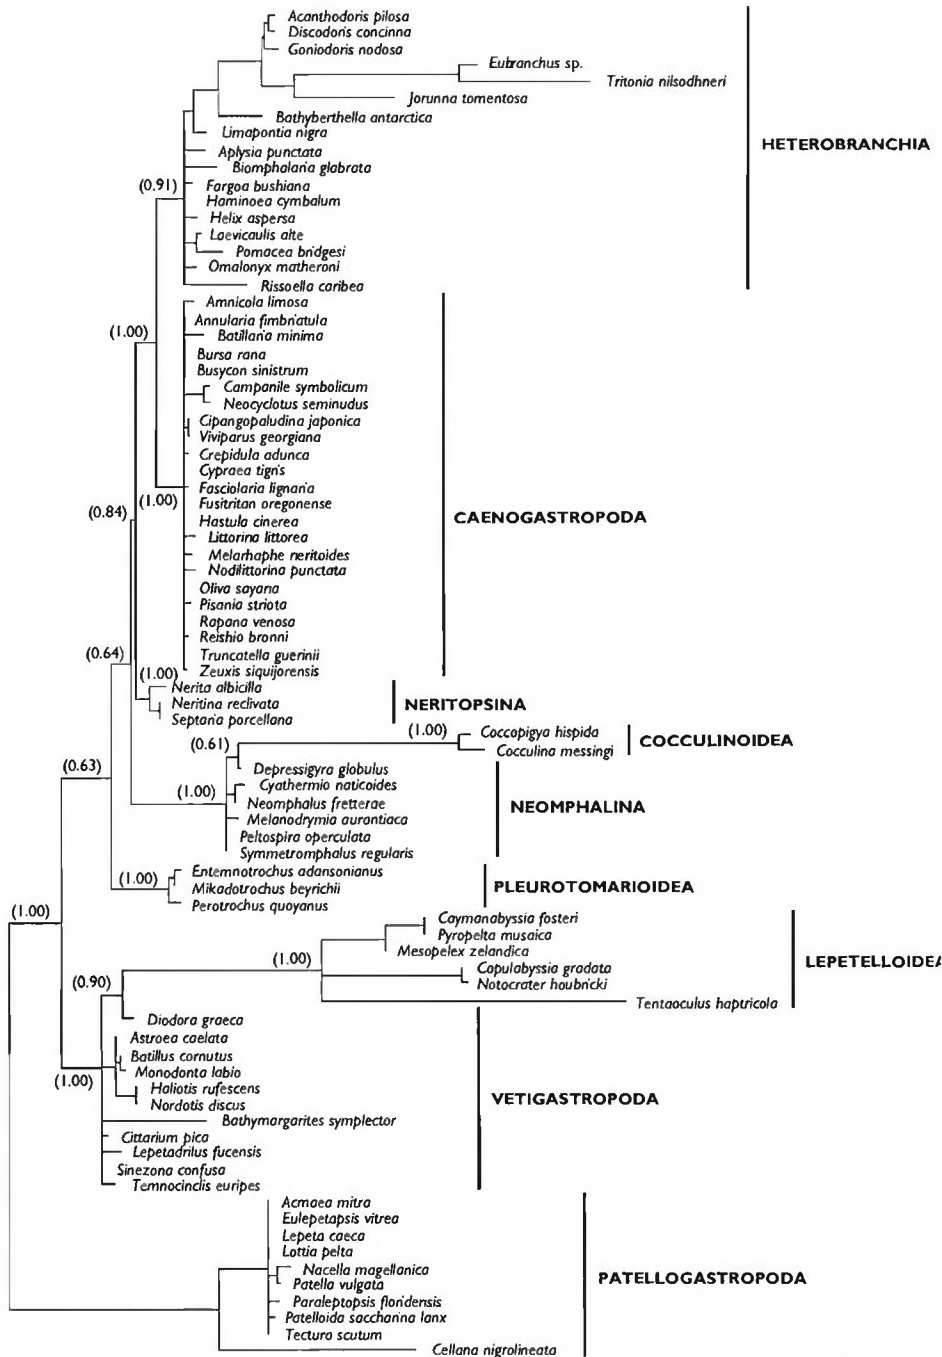 Acanthodoris pilosa
Discodoris concinna
Goniodoris nodosa
Eubranchus sp.
Tritonia nilsodhneri
Jorunna tomentosa
Bathyberthella antarctica
Limapontia nigra
HETEROBRANCHIA
Aplysia punctata
Biomphalaria glabrata
(0.91)
Fargoa bushiana
Haminoea cymbalum
Helix aspersa
Laevicaulis alte
Pomacea bridgesi
Omalonyx matheroni
Rissoella caribea
Amnicola limosa
Annularia fimbriatula
(1.00)
Batillaria minima
Bursa rana
Busycon sinistrum
Campanile symbolicum
Neocyclotus seminudus
Cipangopaludina japonica
Viviparus georgiana
Crepidula adunca
Cypraea tigris
Fasciolaria lignaria
(1.00)
Fusitritan oregonense
(0.84)
Hastula cinerea
CAENOGASTROPODA
Littorina littorea
Melarhaphe neritoides
Nodilittorina punctata
Oliva sayana
Pisania striata
Rapana venosa
Reishio bronni
(0.64)
Truncatella guerinii
Zeuxis siquijorensis
(1.00)
Nerita albicilla
Neritina reclivata
NERITOPSINA
Septaria porcellana
(1.00)
Coccopigya hispida
(0.61)
Cocculina messingi
COCCULINOIDEA
(0.63)
Depressigyra globulus
Cyathermio naticoides
(1.00)
Neomphalus fretterae
NEOMPHALINA
Melanodrymia aurantiaca
Peltospira operculata
Symmetromphalus regularis
Entemnotrochus adansonianus
(1.00)
Mikadotrochus beyrichii
PLEUROTOMARIOIDEA
Perotrochus quoyanus
(1.00)
Caymanabyssia fosteri
Pyropelta musaica
Mesopelex zelandica
(1.00)
Copulabyssia gradata
LEPETELLOIDEA
(0.90)
Notocrater houbricki
Tentaoculus haptricola
Diodora graeca
Astroea caelata
Batillus cornutus
Monodonta labio
(1.00)
Haliotis rufescens
VETIGASTROPODA
Nordotis discus
Bathymargarites symplector
Cittarium pica
Lepetadrilus fucensis
Sinezona confusa
Temnocinclis euripes
Acmaea mitra
Eulepetapsis vitrea
Lepeta caeca
Lottia pelta
Nacella magellanica
PATELLOGASTROPODA
Patella vulgata
Paraleptopsis floridensis
Patelloida saccharina lanx
Tectura scutum
Cellana nigrolineata